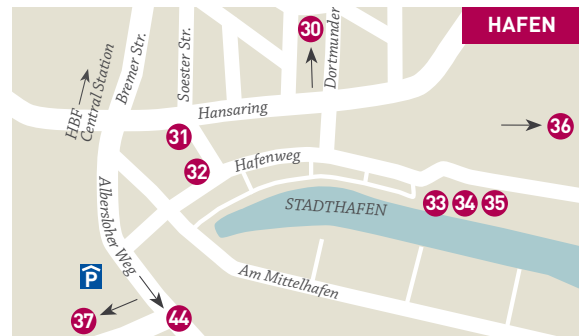 HAFEN
30
Dortmunder
Bremer Str.
Soester Str.
HBF
Central Station
Hansaring
31
36
32
Hafenweg
33 34 35
STADTHAFEN
Albersloher Weg
Am Mittelhafen
P
37
44